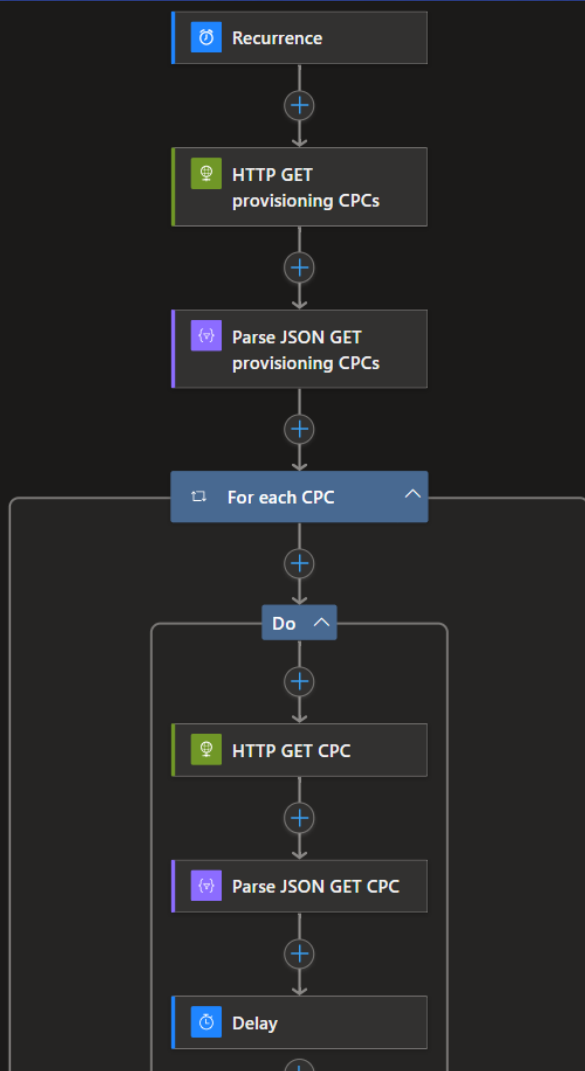 Recurrence
HTTP GET
provisioning CPCs
Parse JSON GET
provisioning CPCs
For each CPC
Do
HTTP GET CPC
Parse JSON GET CPC
Delay